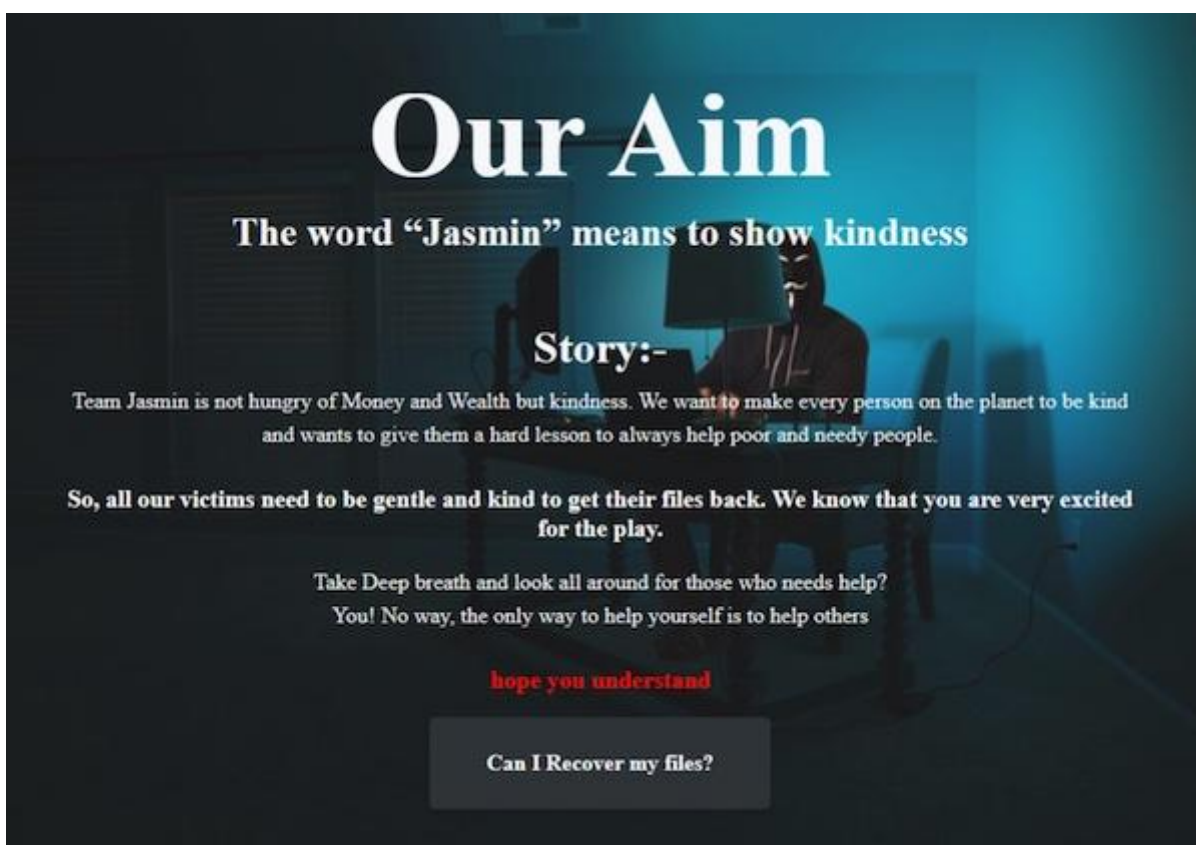 Our Aim
The word “Jasmin” means to show kindness
Story:-
Team Jasmin is not hungry of Money and Wealth but kindness. We want to make every person on the planet to be kind
and wants to give them a hard lesson to always help poor and needy people.
So, all our victims need to be gentle and kind to get their files back. We know that you are very excited
for the play.
Take Deep breath and look all around for those who needs help?
You! No way, the only way to help yourself is to help others
hope you understand
Can I Recover my files?